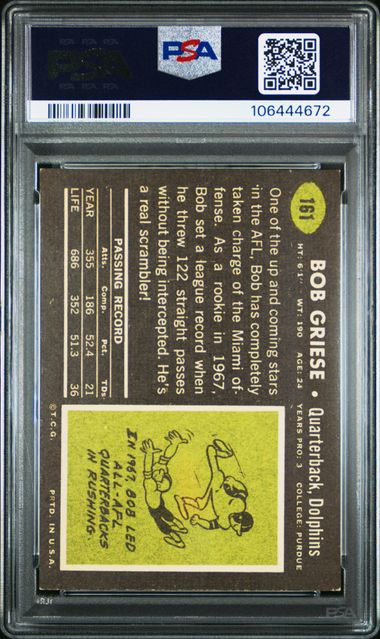 PSA
106444672
161
BOB GRIESE • Quarterback, Dolphins
HT: 6-1" WT: 190 AGE: 24 YEARS PRO: 3 COLLEGE: PURDUE
One of the up and coming stars
in the AFL, Bob has completely
taken charge of the Miami of-
fense. As a rookie in 1967,
Bob set a league record when
he threw 122 straight passes
without being intercepted. He's
a real scrambler!
PASSING RECORD
Atts. Comp. Pct. TDs
YEAR 355 186 52.4 21
LIFE 686 352 51.3 36
IN 1967, BOB LED
ALL-AFL
QUARTERBACKS
IN RUSHING.
© T.C.G. PRTD. IN U.S.A.